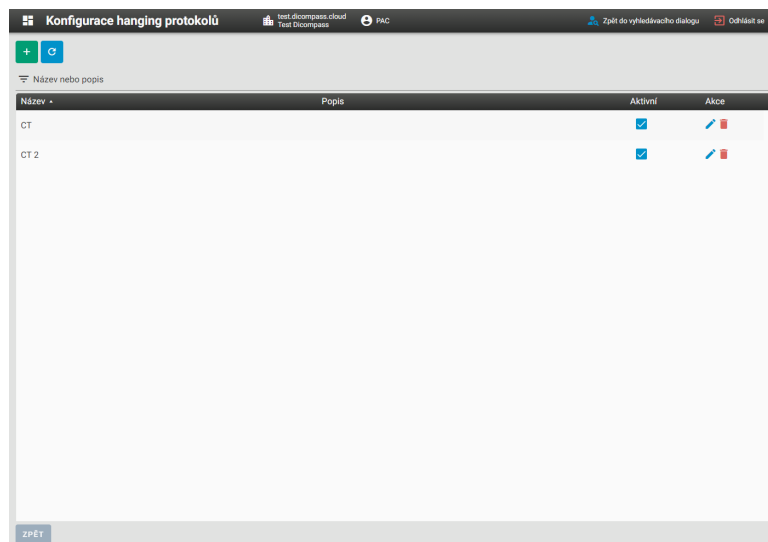 Konfigurace hanging protokolů
test.dicompass.cloud
Test Dicompass
PAC
Zpět do vyhledávacího dialogu
Odhlásit se
Název nebo popis
Název Popis Aktivní Akce
CT
CT 2
ZPĚT